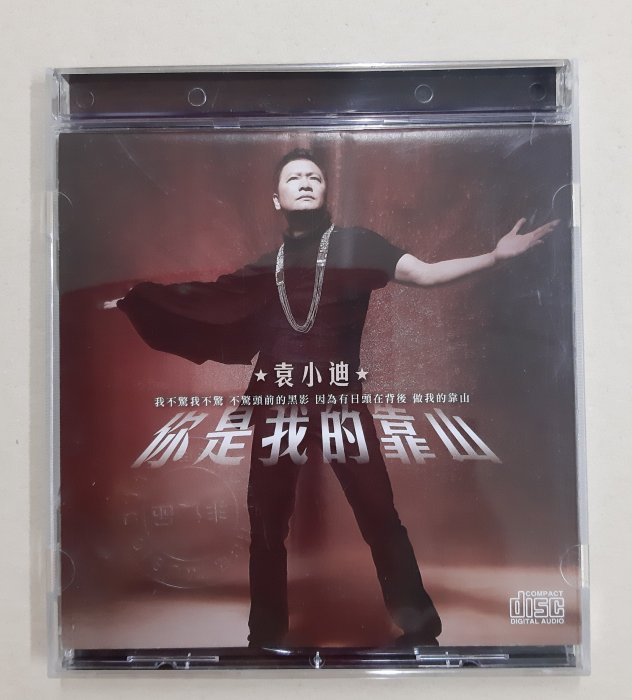 ★袁小迪★
我不驚我不驚 不驚頭前的黑影 因為有日頭在背後 做我的靠山
你是我的靠山
COMPACT
disc
DIGITAL AUDIO